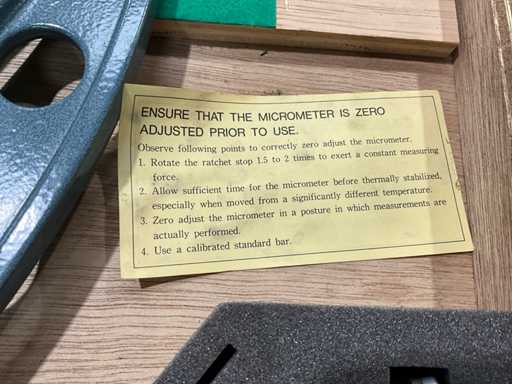 ENSURE THAT THE MICROMETER IS ZERO
ADJUSTED PRIOR TO USE.
Observe following points to correctly zero adjust the micrometer.
1. Rotate the ratchet stop 1.5 to 2 times to exert a constant measuring
force.
2. Allow sufficient time for the micrometer before thermally stabilized,
especially when moved from a significantly different temperature.
3. Zero adjust the micrometer in a posture in which measurements are
actually performed.
4. Use a calibrated standard bar.